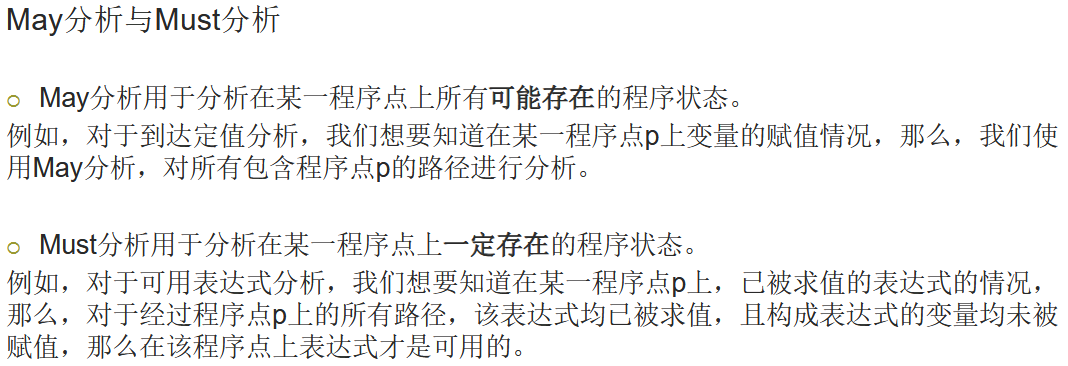 May分析与Must分析
May分析用于分析在某一程序点上所有可能存在的程序状态。
例如，对于到达定值分析，我们想要知道在某一程序点p上变量的赋值情况，那么，我们使
用May分析，对所有包含程序点p的路径进行分析。
Must分析用于分析在某一程序点上一定存在的程序状态。
例如，对于可用表达式分析，我们想要知道在某一程序点p上，已被求值的表达式的情况，
那么，对于经过程序点p上的所有路径，该表达式均已被求值，且构成表达式的变量均未被
赋值，那么在该程序点上表达式才是可用的。